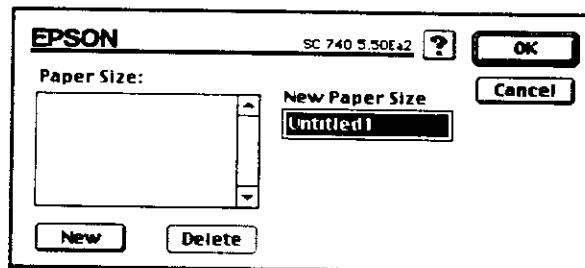 EPSON
SC 740 5.50Ea2
?
OK
Paper Size:
New Paper Size
Cancel
Untitled1
New
Delete